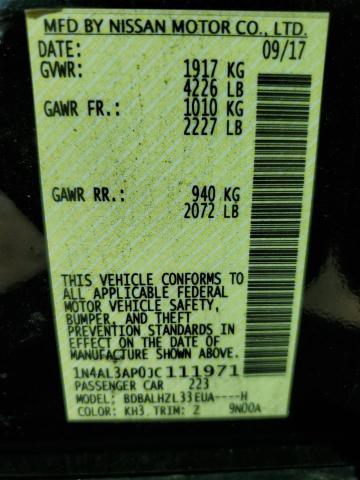 MFD BY NISSAN MOTOR CO., LTD.
DATE: 09/17
GVWR: 1917 KG
4226 LB
GAWR FR.: 1010 KG
2227 LB
GAWR RR.: 940 KG
2072 LB
THIS VEHICLE CONFORMS TO
ALL APPLICABLE FEDERAL
MOTOR VEHICLE SAFETY,
BUMPER, AND THEFT
PREVENTION STANDARDS IN
EFFECT ON THE DATE OF
MANUFACTURE SHOWN ABOVE.
1N4AL3AP0JC111971
PASSENGER CAR 223
MODEL: BDBALHZL33EUA----H
COLOR: KH3 TRIM: Z 9N00A